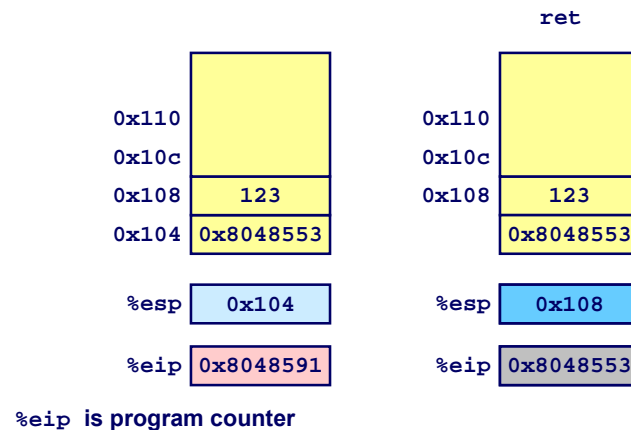 ret
0x110 0x110
0x10c 0x10c
0x108 123 0x108 123
0x104 0x8048553 0x8048553
%esp 0x104 %esp 0x108
%eip 0x8048591 %eip 0x8048553
%eip is program counter